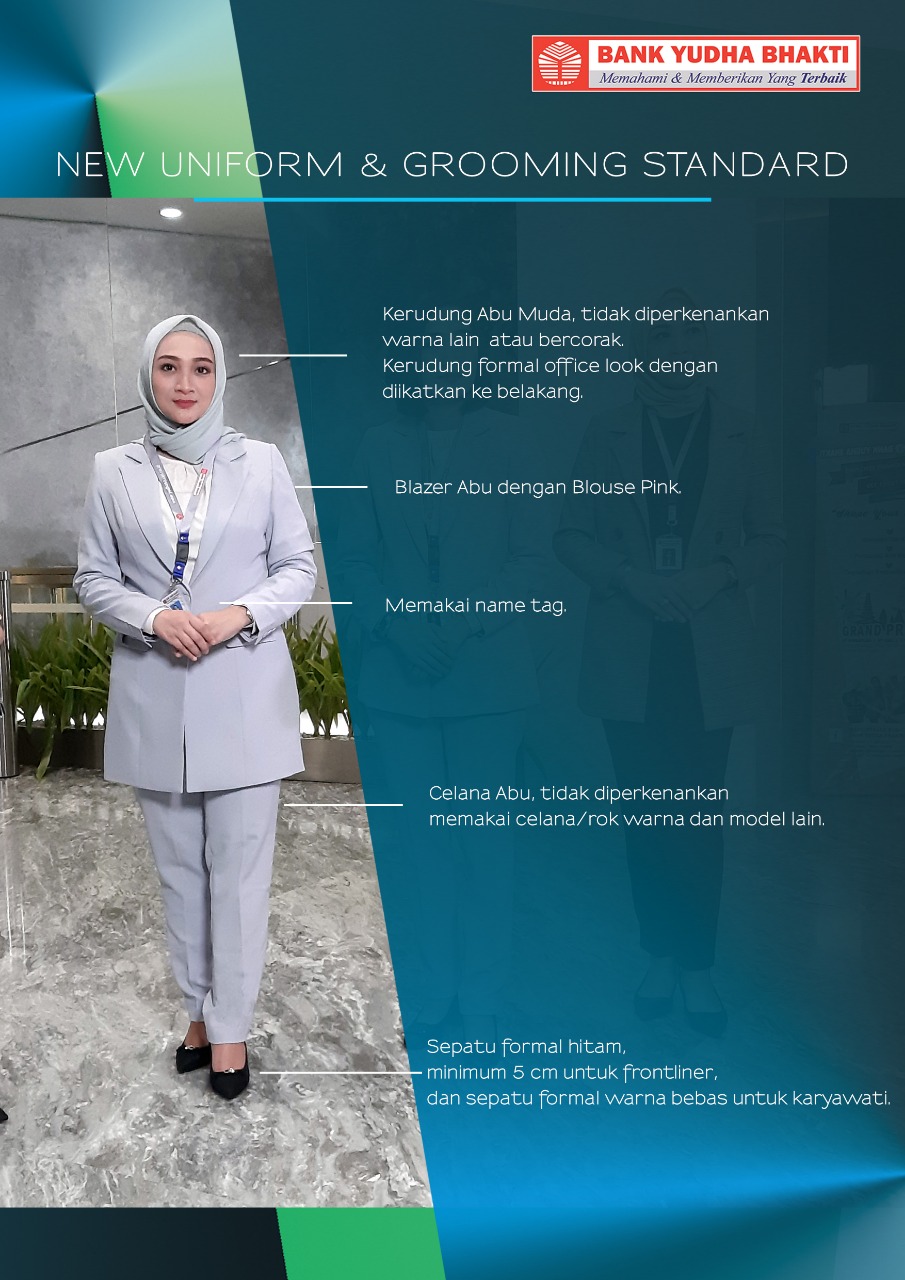 BANK YUDHA BHAKTI
Memahami & Memberikan Yang Terbaik
NEW UNIFORM & GROOMING STANDARD
Kerudung Abu Muda, tidak diperkenankan
warna lain atau bercorak.
Kerudung formal office look dengan
diikatkan ke belakang.
Blazer Abu dengan Blouse Pink.
Memakai name tag.
Celana Abu, tidak diperkenankan
memakai celana/rok warna dan model lain.
Sepatu formal hitam,
minimum 5 cm untuk frontliner,
dan sepatu formal warna bebas untuk karyawati.